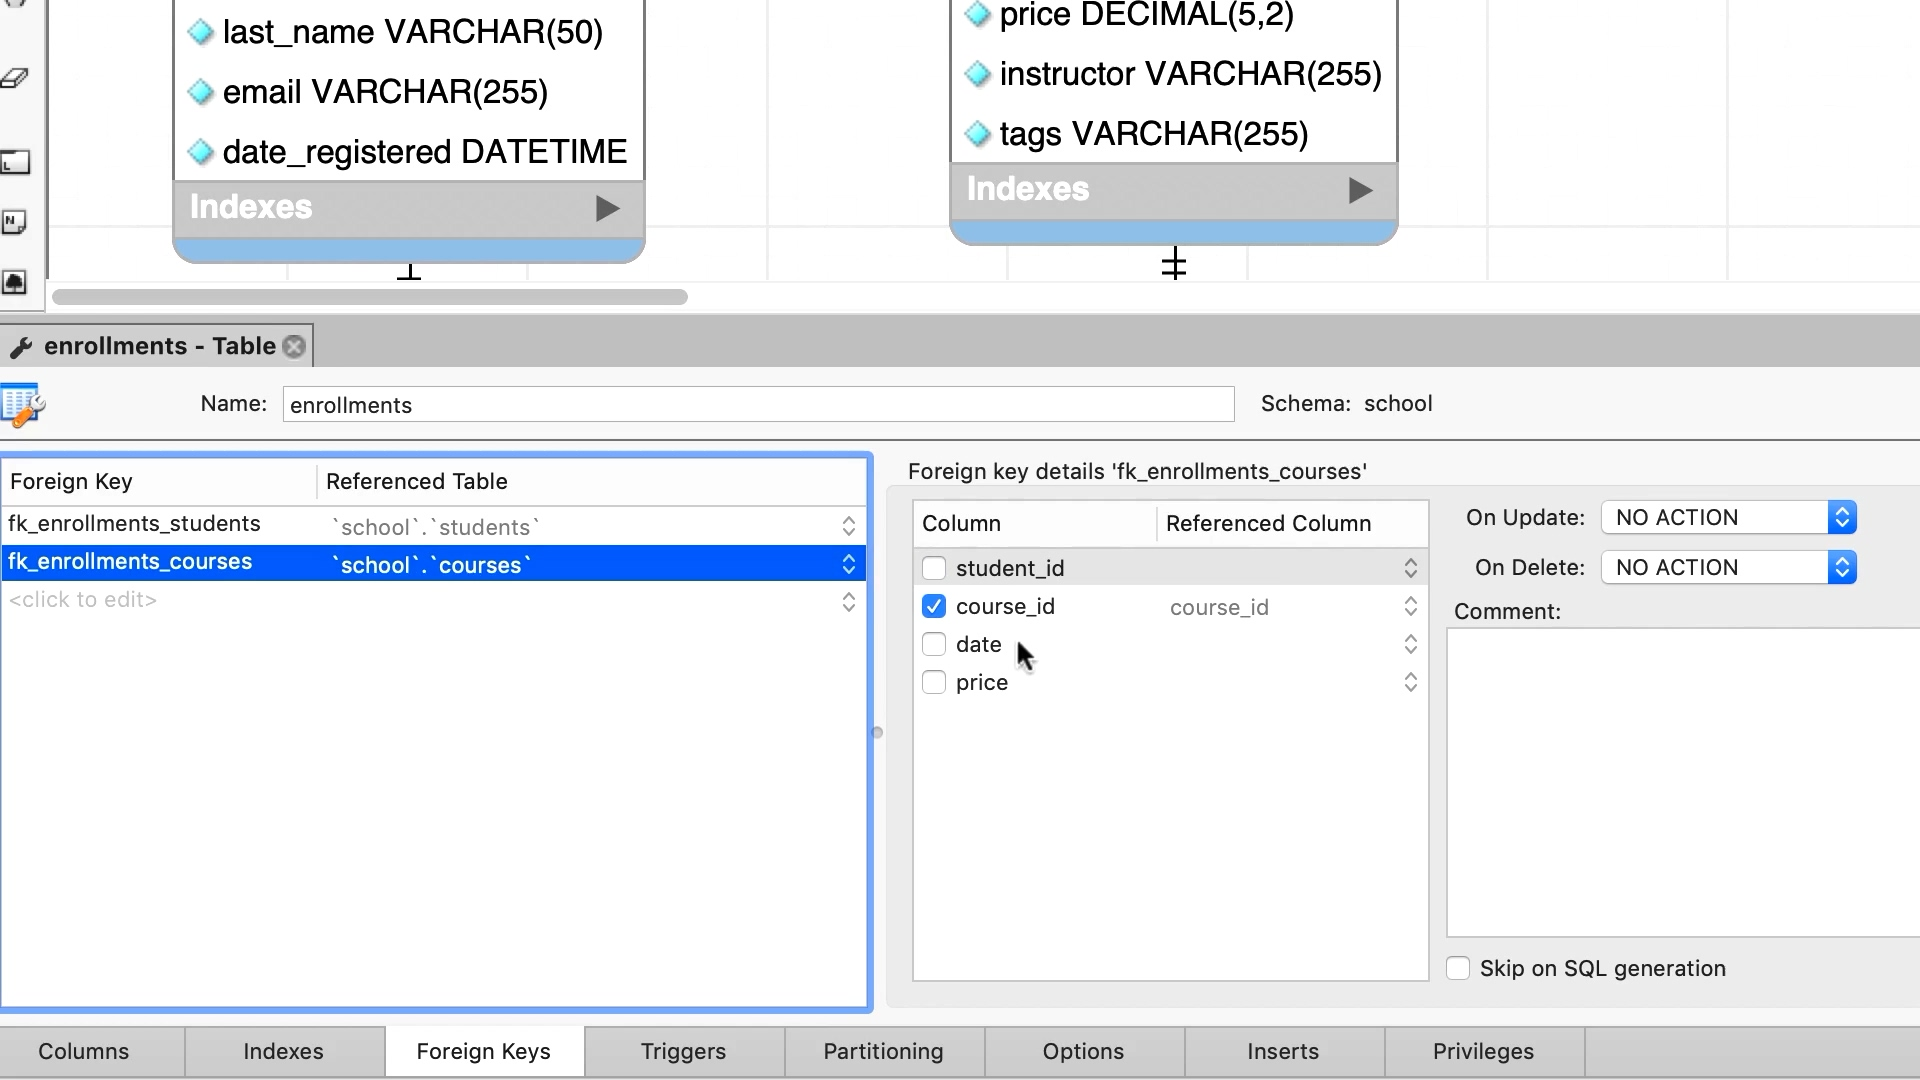 last_name VARCHAR(50)
email VARCHAR(255)
date_registered DATETIME
Indexes
price DECIMAL(5,2)
instructor VARCHAR(255)
tags VARCHAR(255)
Indexes
enrollments - Table
Name: enrollments
Schema: school
Foreign Key Referenced Table
fk_enrollments_students `school`.`students`
fk_enrollments_courses `school`.`courses`
<click to edit>
Foreign key details 'fk_enrollments_courses'
Column Referenced Column
student_id
course_id course_id
date
price
On Update: NO ACTION
On Delete: NO ACTION
Comment:
Skip on SQL generation
Columns Indexes Foreign Keys Triggers Partitioning Options Inserts Privileges